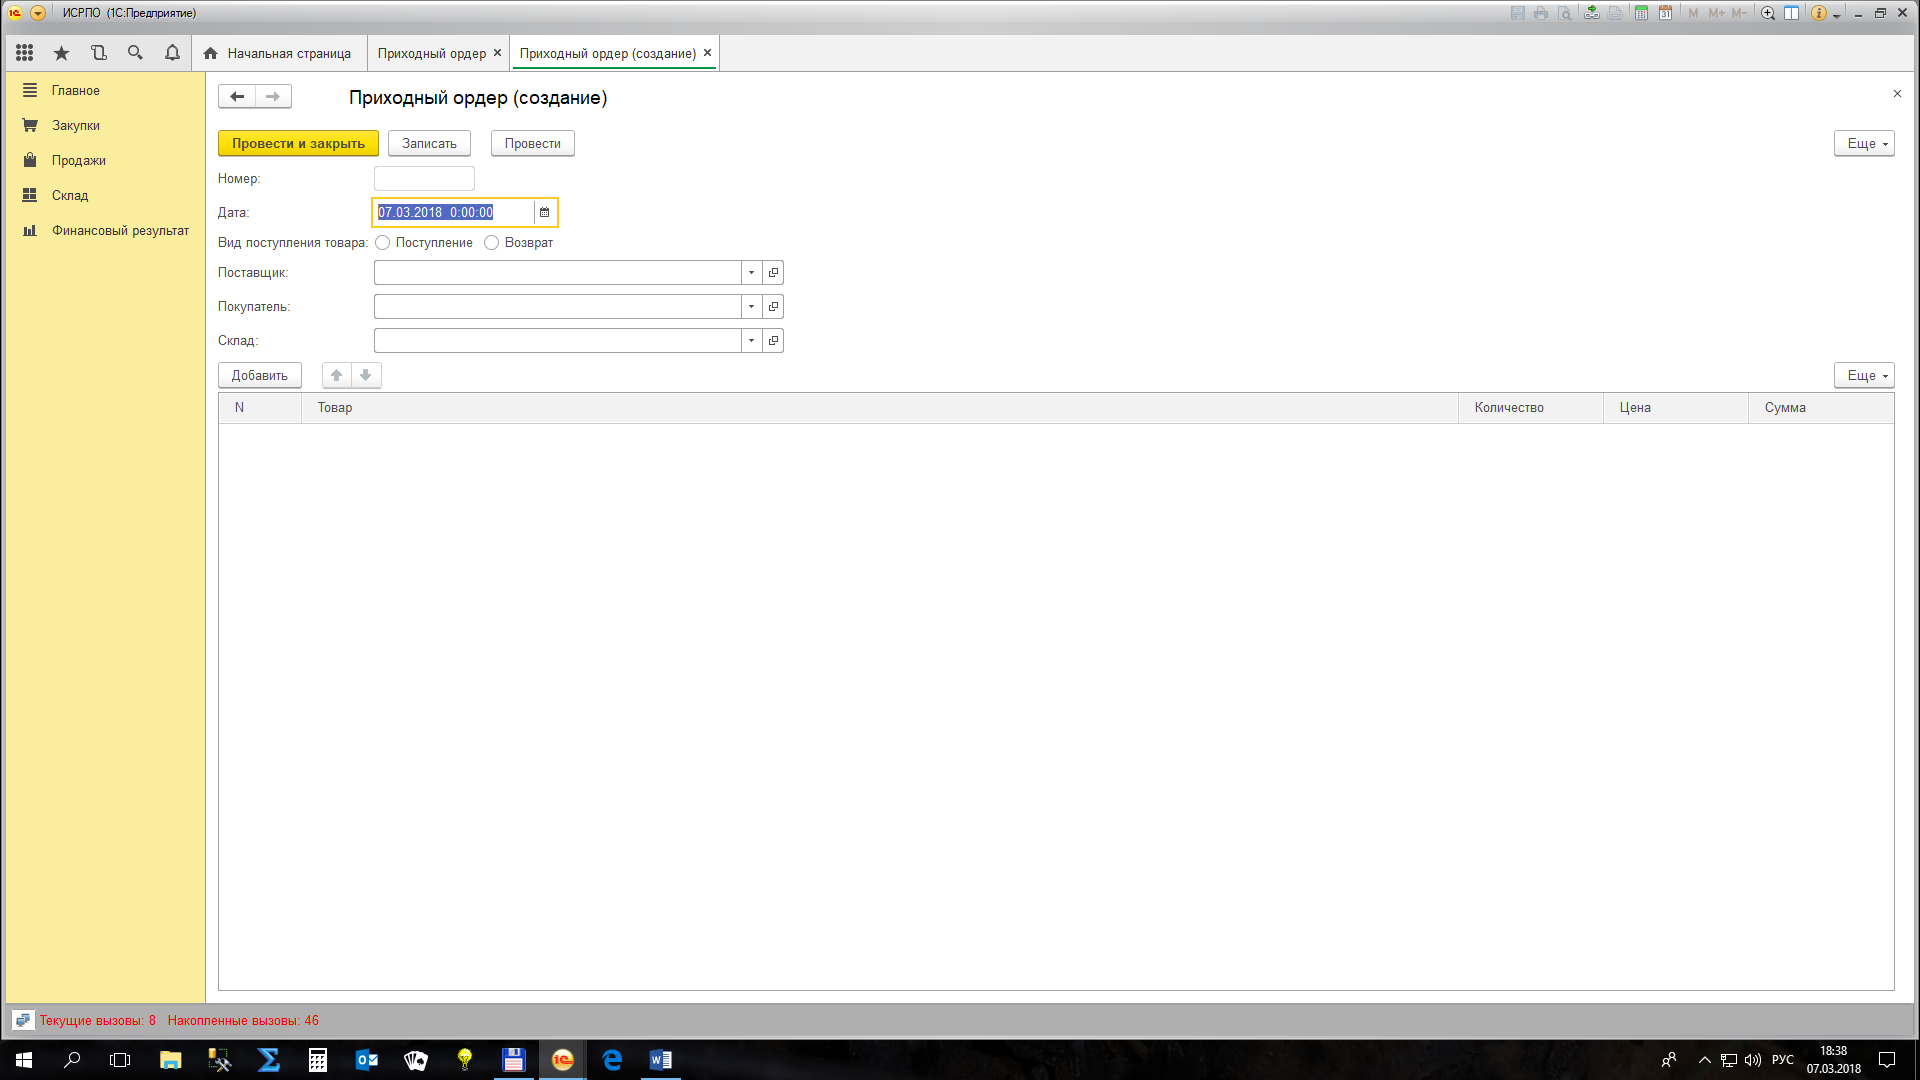 ИСРПО (1С:Предприятие)
M M+ M-
Начальная страница
Приходный ордер
Приходный ордер (создание)
Главное
Закупки
Продажи
Склад
Финансовый результат
Приходный ордер (создание)
Провести и закрыть
Записать
Провести
Еще
Номер:
Дата: 07.03.2018 0:00:00
Вид поступления товара: Поступление Возврат
Поставщик:
Покупатель:
Склад:
Добавить
Еще
N Товар Количество Цена Сумма
Текущие вызовы: 8 Накопленные вызовы: 46
РУС
18:38
07.03.2018